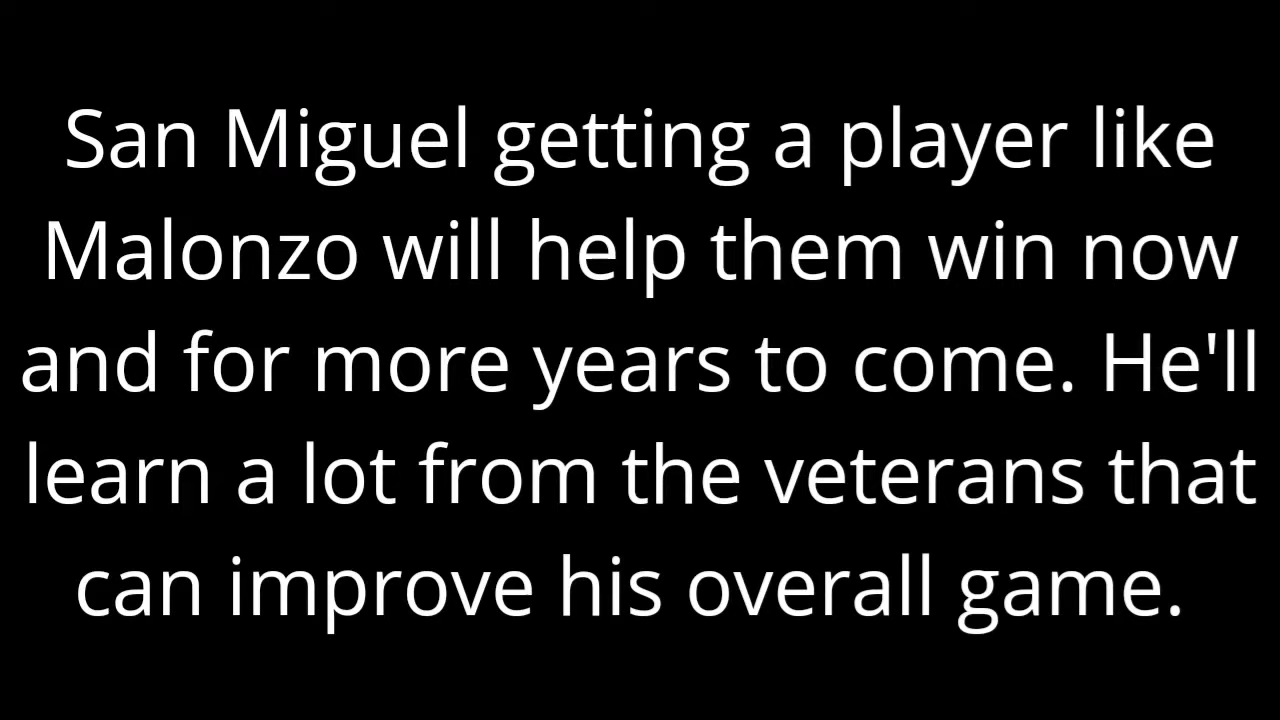 San Miguel getting a player like
Malonzo will help them win now
and for more years to come. He'll
learn a lot from the veterans that
can improve his overall game.